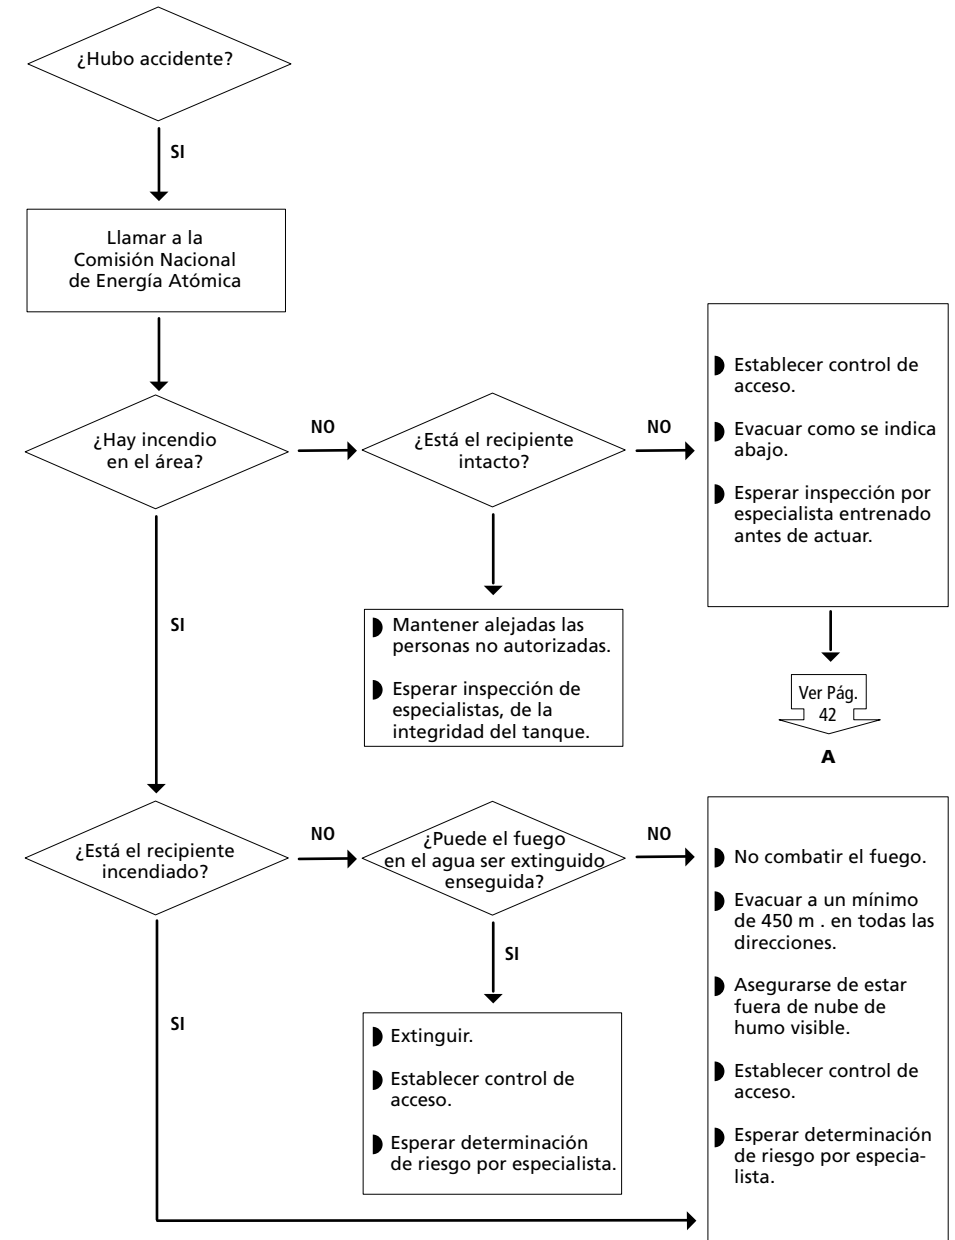 ¿Hubo accidente?
SI
Llamar a la
Comisión Nacional
de Energía Atómica
¿Hay incendio
en el área?
NO
¿Está el recipiente
intacto?
NO
◗ Establecer control de
acceso.
◗ Evacuar como se indica
abajo.
◗ Esperar inspección por
especialista entrenado
antes de actuar.
SI
◗ Mantener alejadas las
personas no autorizadas.
◗ Esperar inspección de
especialistas, de la
integridad del tanque.
Ver Pág.
42
A
¿Está el recipiente
incendiado?
NO
¿Puede el fuego
en el agua ser extinguido
enseguida?
NO
◗ No combatir el fuego.
◗ Evacuar a un mínimo
de 450 m . en todas las
direcciones.
◗ Asegurarse de estar
fuera de nube de
humo visible.
◗ Establecer control de
acceso.
◗ Esperar determinación
de riesgo por especia-
lista.
SI
SI
◗ Extinguir.
◗ Establecer control de
acceso.
◗ Esperar determinación
de riesgo por especialista.